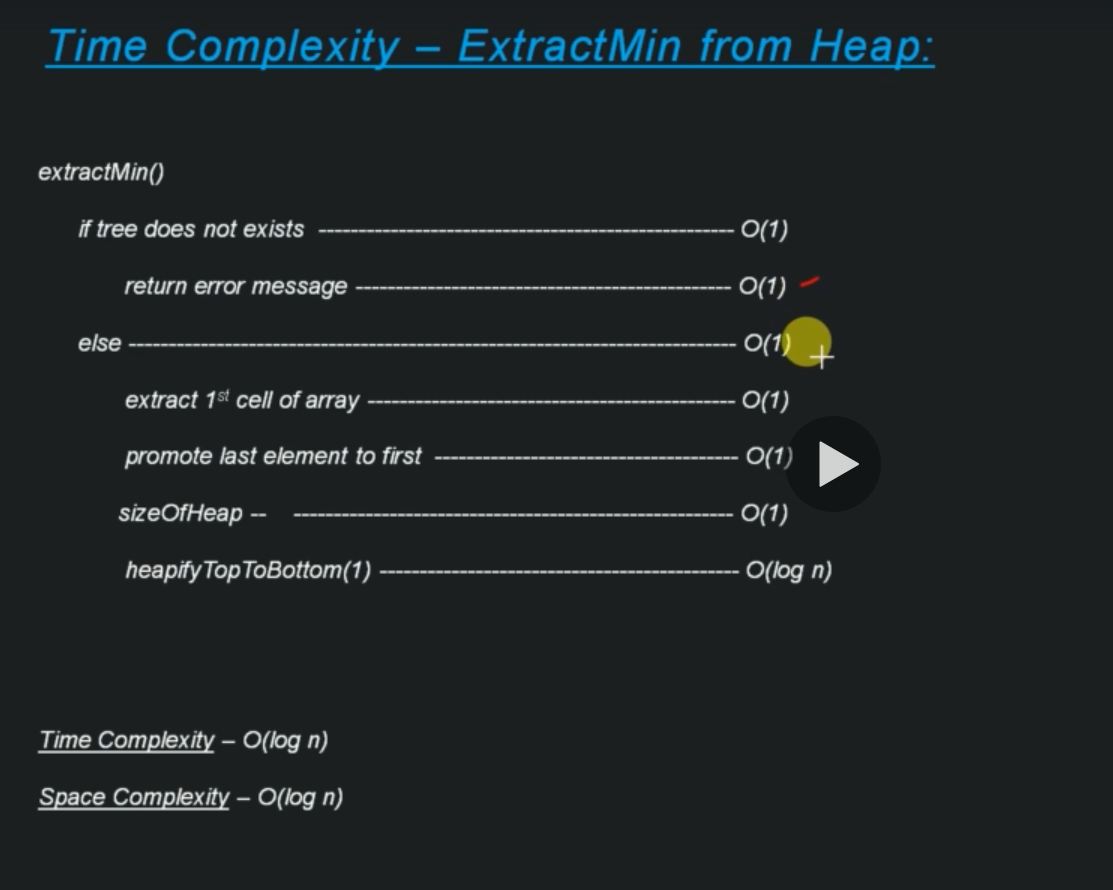 Time Complexity – ExtractMin from Heap:
extractMin()
if tree does not exists ---------------------------------------------------- O(1)
return error message ----------------------------------------------- O(1)
else ---------------------------------------------------------------------------- O(1)
extract 1st cell of array ---------------------------------------------- O(1)
promote last element to first -------------------------------------- O(1)
sizeOfHeap -- ------------------------------------------------------- O(1)
heapifyTopToBottom(1) --------------------------------------------- O(log n)
Time Complexity – O(log n)
Space Complexity – O(log n)